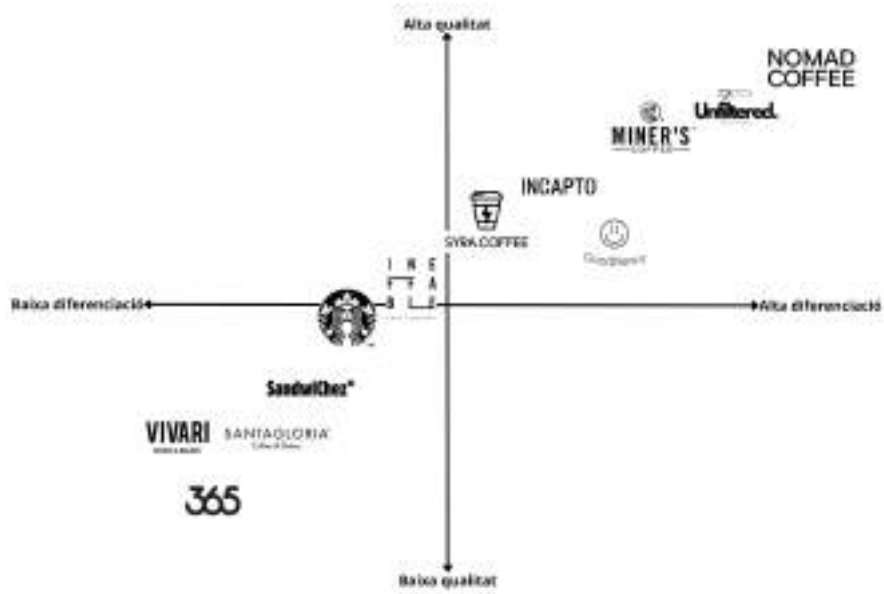 Alta qualitat
NOMAD
COFFEE
Unfiltered.
MINER'S
COFFEE
INCAPTO
SYRA COFFEE
I N E
F F A
B L E
Baixa diferenciació
Alta diferenciació
SandwiChez®
VIVARI
SANTAGLORIA
365
Baixa qualitat